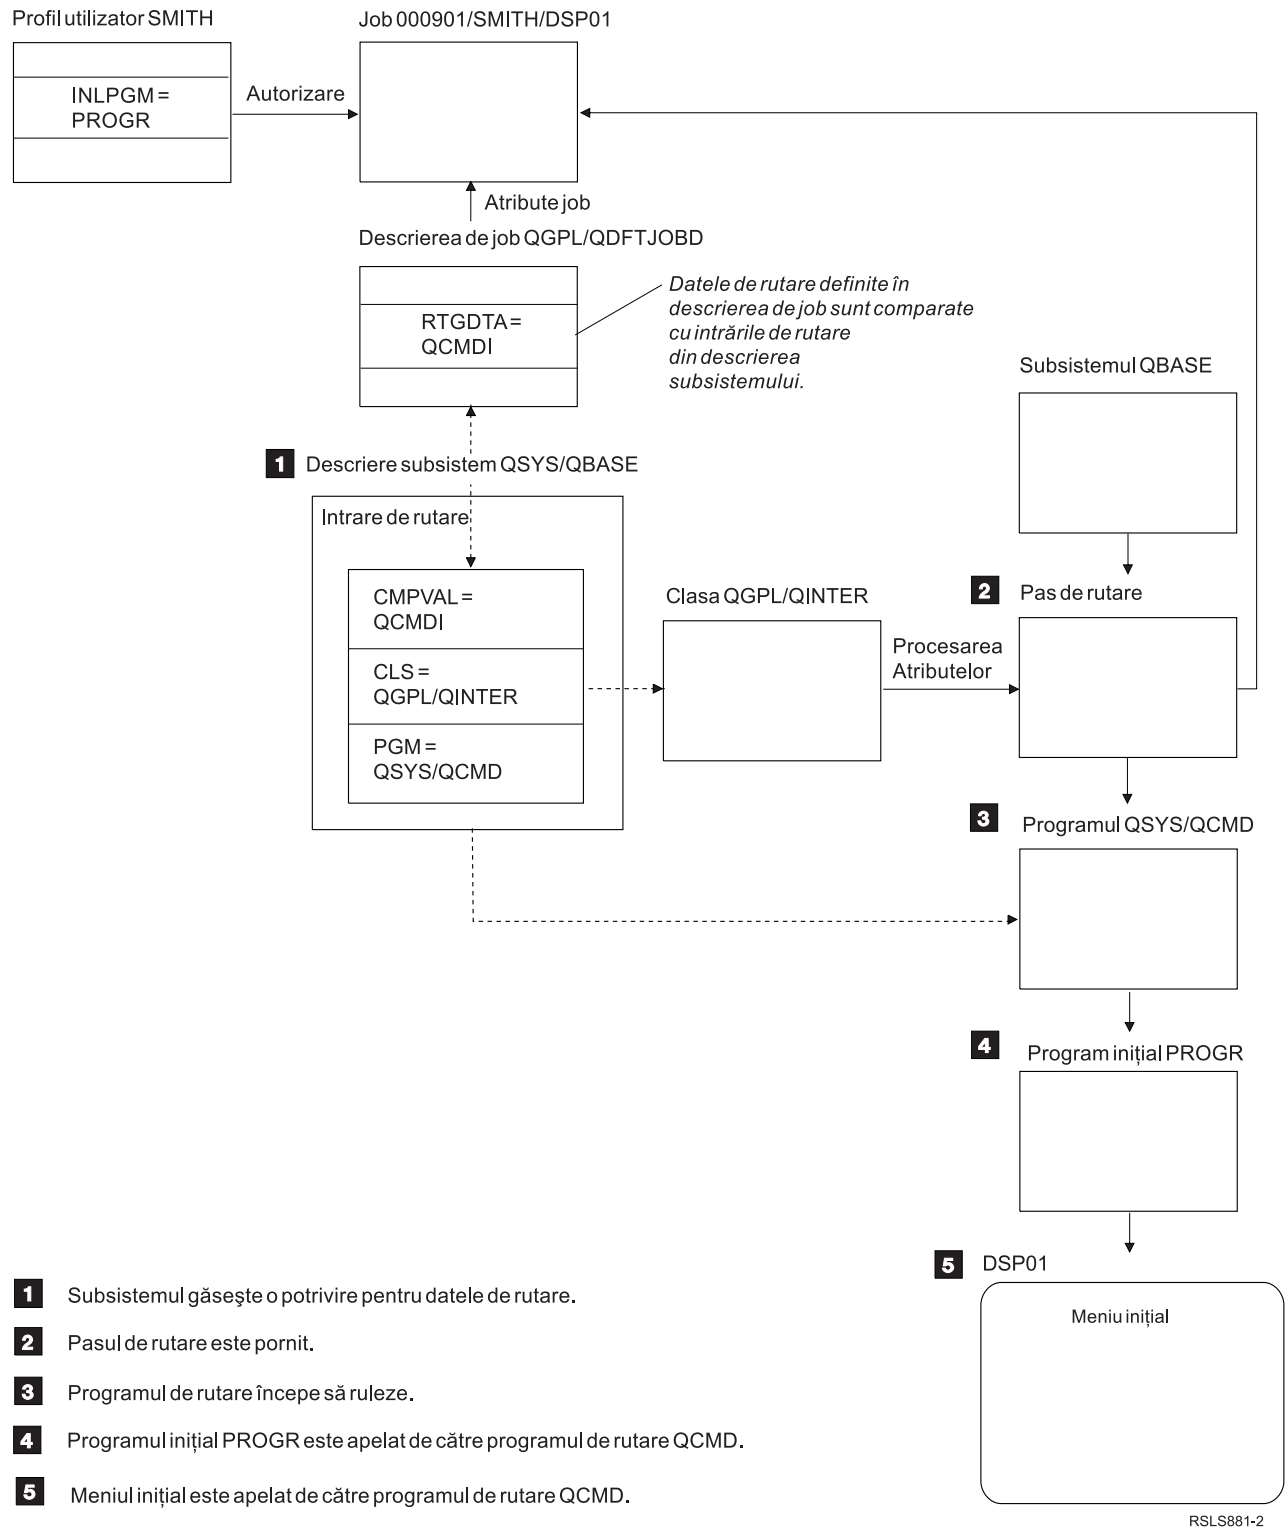 Profil utilizator SMITH
Job 000901/SMITH/DSP01
INLPGM =
PROGR
Autorizare
Atribute job
Descrierea de job QGPL/QDFTJOBD
RTGDTA =
QCMDI
Datele de rutare definite în
descrierea de job sunt comparate
cu intrările de rutare
din descrierea
subsistemului.
Subsistemul QBASE
1 Descriere subsistem QSYS/QBASE
Intrare de rutare
CMPVAL =
QCMDI
CLS =
QGPL/QINTER
PGM =
QSYS/QCMD
Clasa QGPL/QINTER
Procesarea
Atributelor
2 Pas de rutare
3 Programul QSYS/QCMD
4 Program inițial PROGR
5 DSP01
Meniu inițial
1 Subsistemul găsește o potrivire pentru datele de rutare.
2 Pasul de rutare este pornit.
3 Programul de rutare începe să ruleze.
4 Programul inițial PROGR este apelat de către programul de rutare QCMD.
5 Meniul inițial este apelat de către programul de rutare QCMD.
RSLS881-2